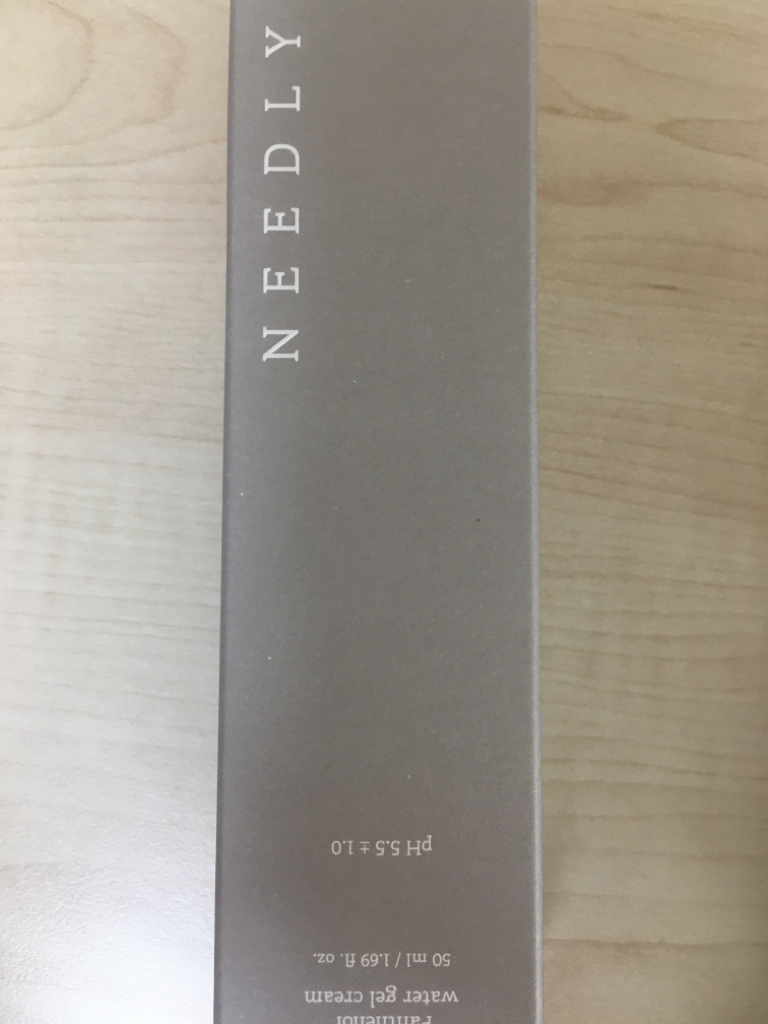 Panthenol
water gel cream
50 ml / 1.69 fl. oz.
pH 5.5 ± 1.0
NEEDLY